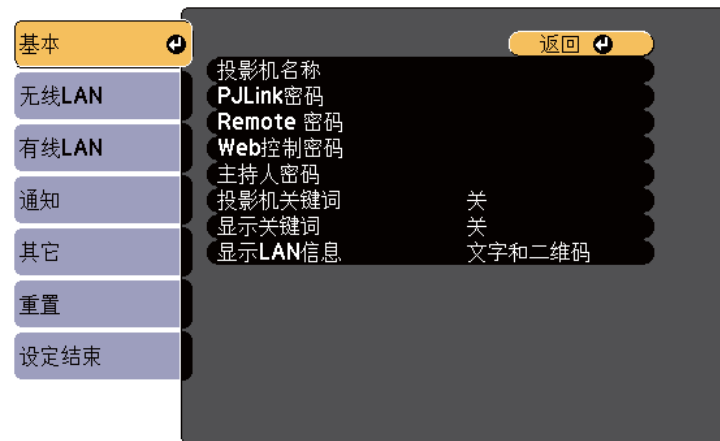 基本
无线LAN
有线LAN
通知
其它
重置
设定结束
返回
投影机名称
PJLink密码
Remote 密码
Web控制密码
主持人密码
投影机关键词 关
显示关键词 关
显示LAN信息 文字和二维码